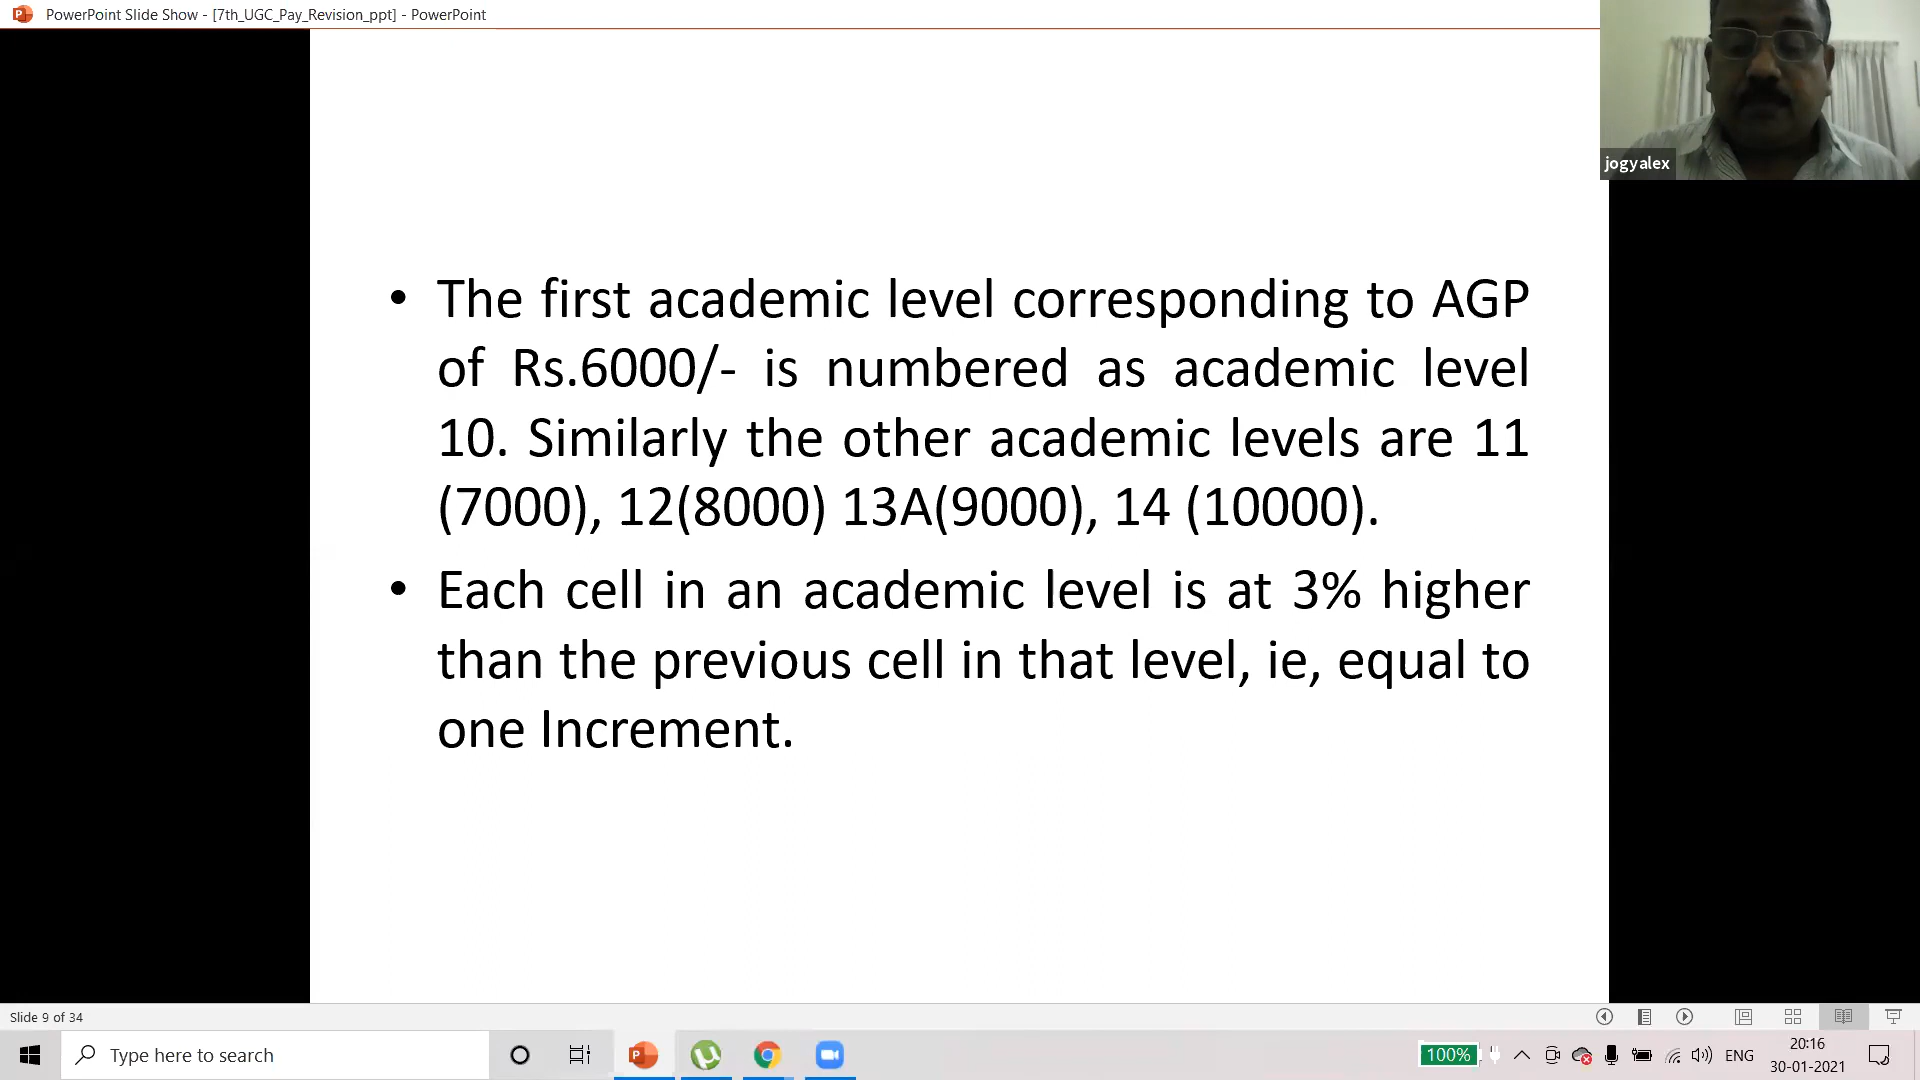 PowerPoint Slide Show - [7th_UGC_Pay_Revision_ppt] - PowerPoint
jogyalex
• The first academic level corresponding to AGP
of Rs.6000/- is numbered as academic level
10. Similarly the other academic levels are 11
(7000), 12(8000) 13A(9000), 14 (10000).
• Each cell in an academic level is at 3% higher
than the previous cell in that level, ie, equal to
one Increment.
Slide 9 of 34
Type here to search
100%
ENG
20:16
30-01-2021